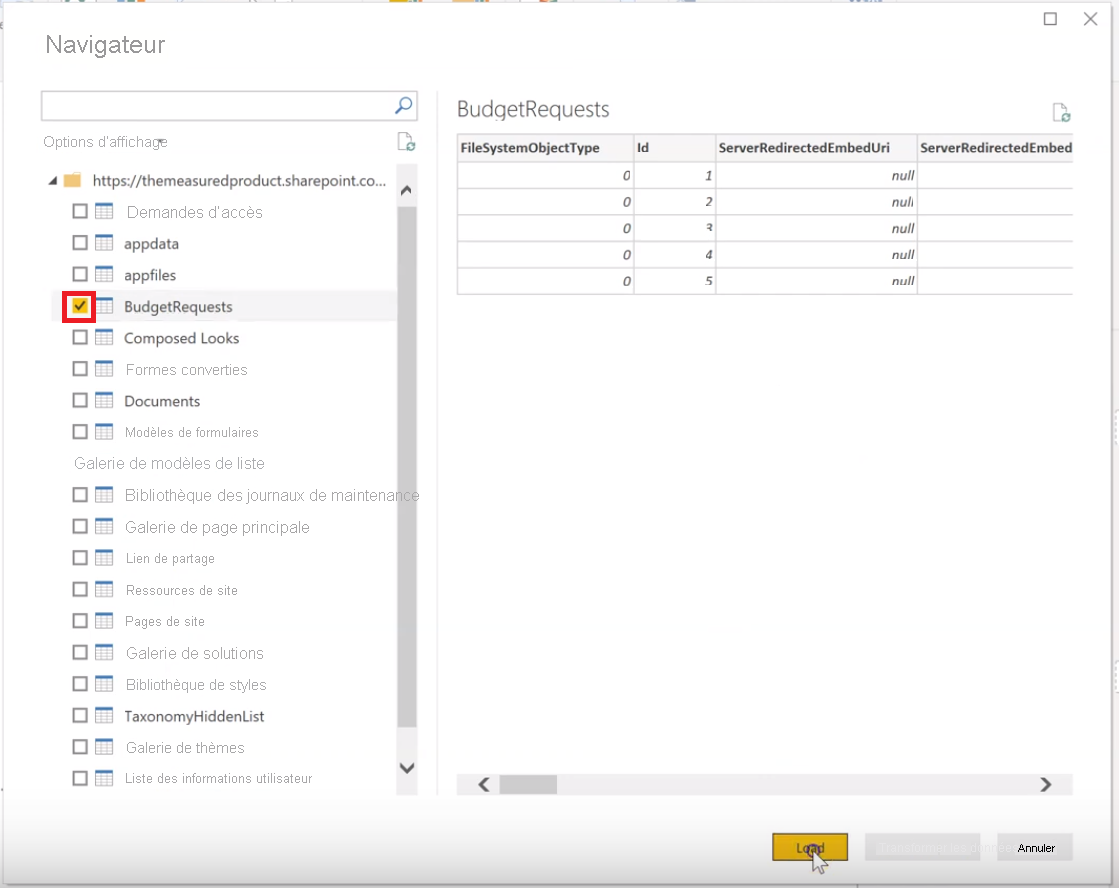 Navigateur
Options d'affichage
https://themeasuredproduct.sharepoint.co...
Demandes d'accès
appdata
appfiles
BudgetRequests
Composed Looks
Formes converties
Documents
Modèles de formulaires
Galerie de modèles de liste
Bibliothèque des journaux de maintenance
Galerie de page principale
Lien de partage
Ressources de site
Pages de site
Galerie de solutions
Bibliothèque de styles
TaxonomyHiddenList
Galerie de thèmes
Liste des informations utilisateur
BudgetRequests
FileSystemObjectType Id ServerRedirectedEmbedUri ServerRedirectedEmbed
0 1 null
0 2 null
0 3 null
0 4 null
0 5 null
Load Annuler